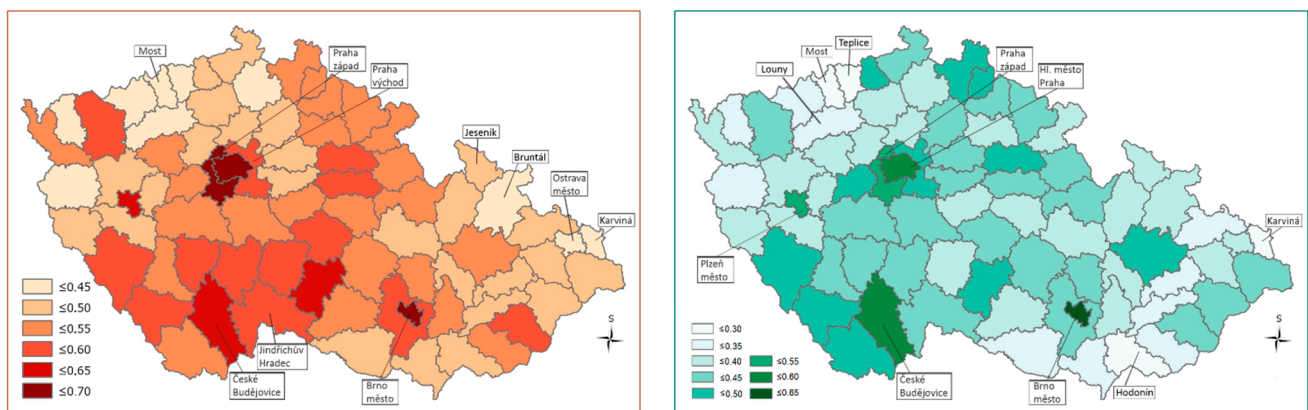 Most
Praha
západ
Praha
východ
Jeseník
Bruntál
Ostrava
město
Karviná
≤0.45
≤0.50
≤0.55
≤0.60
≤0.65
≤0.70
Jindřichův
Hradec
České
Budějovice
Brno
město
S
Teplice
Most
Louny
Praha
západ
Hl. město
Praha
Karviná
Plzeň
město
≤0.30
≤0.35
≤0.40
≤0.45
≤0.50
≤0.55
≤0.60
≤0.65
České
Budějovice
Brno
město
Hodonín
S